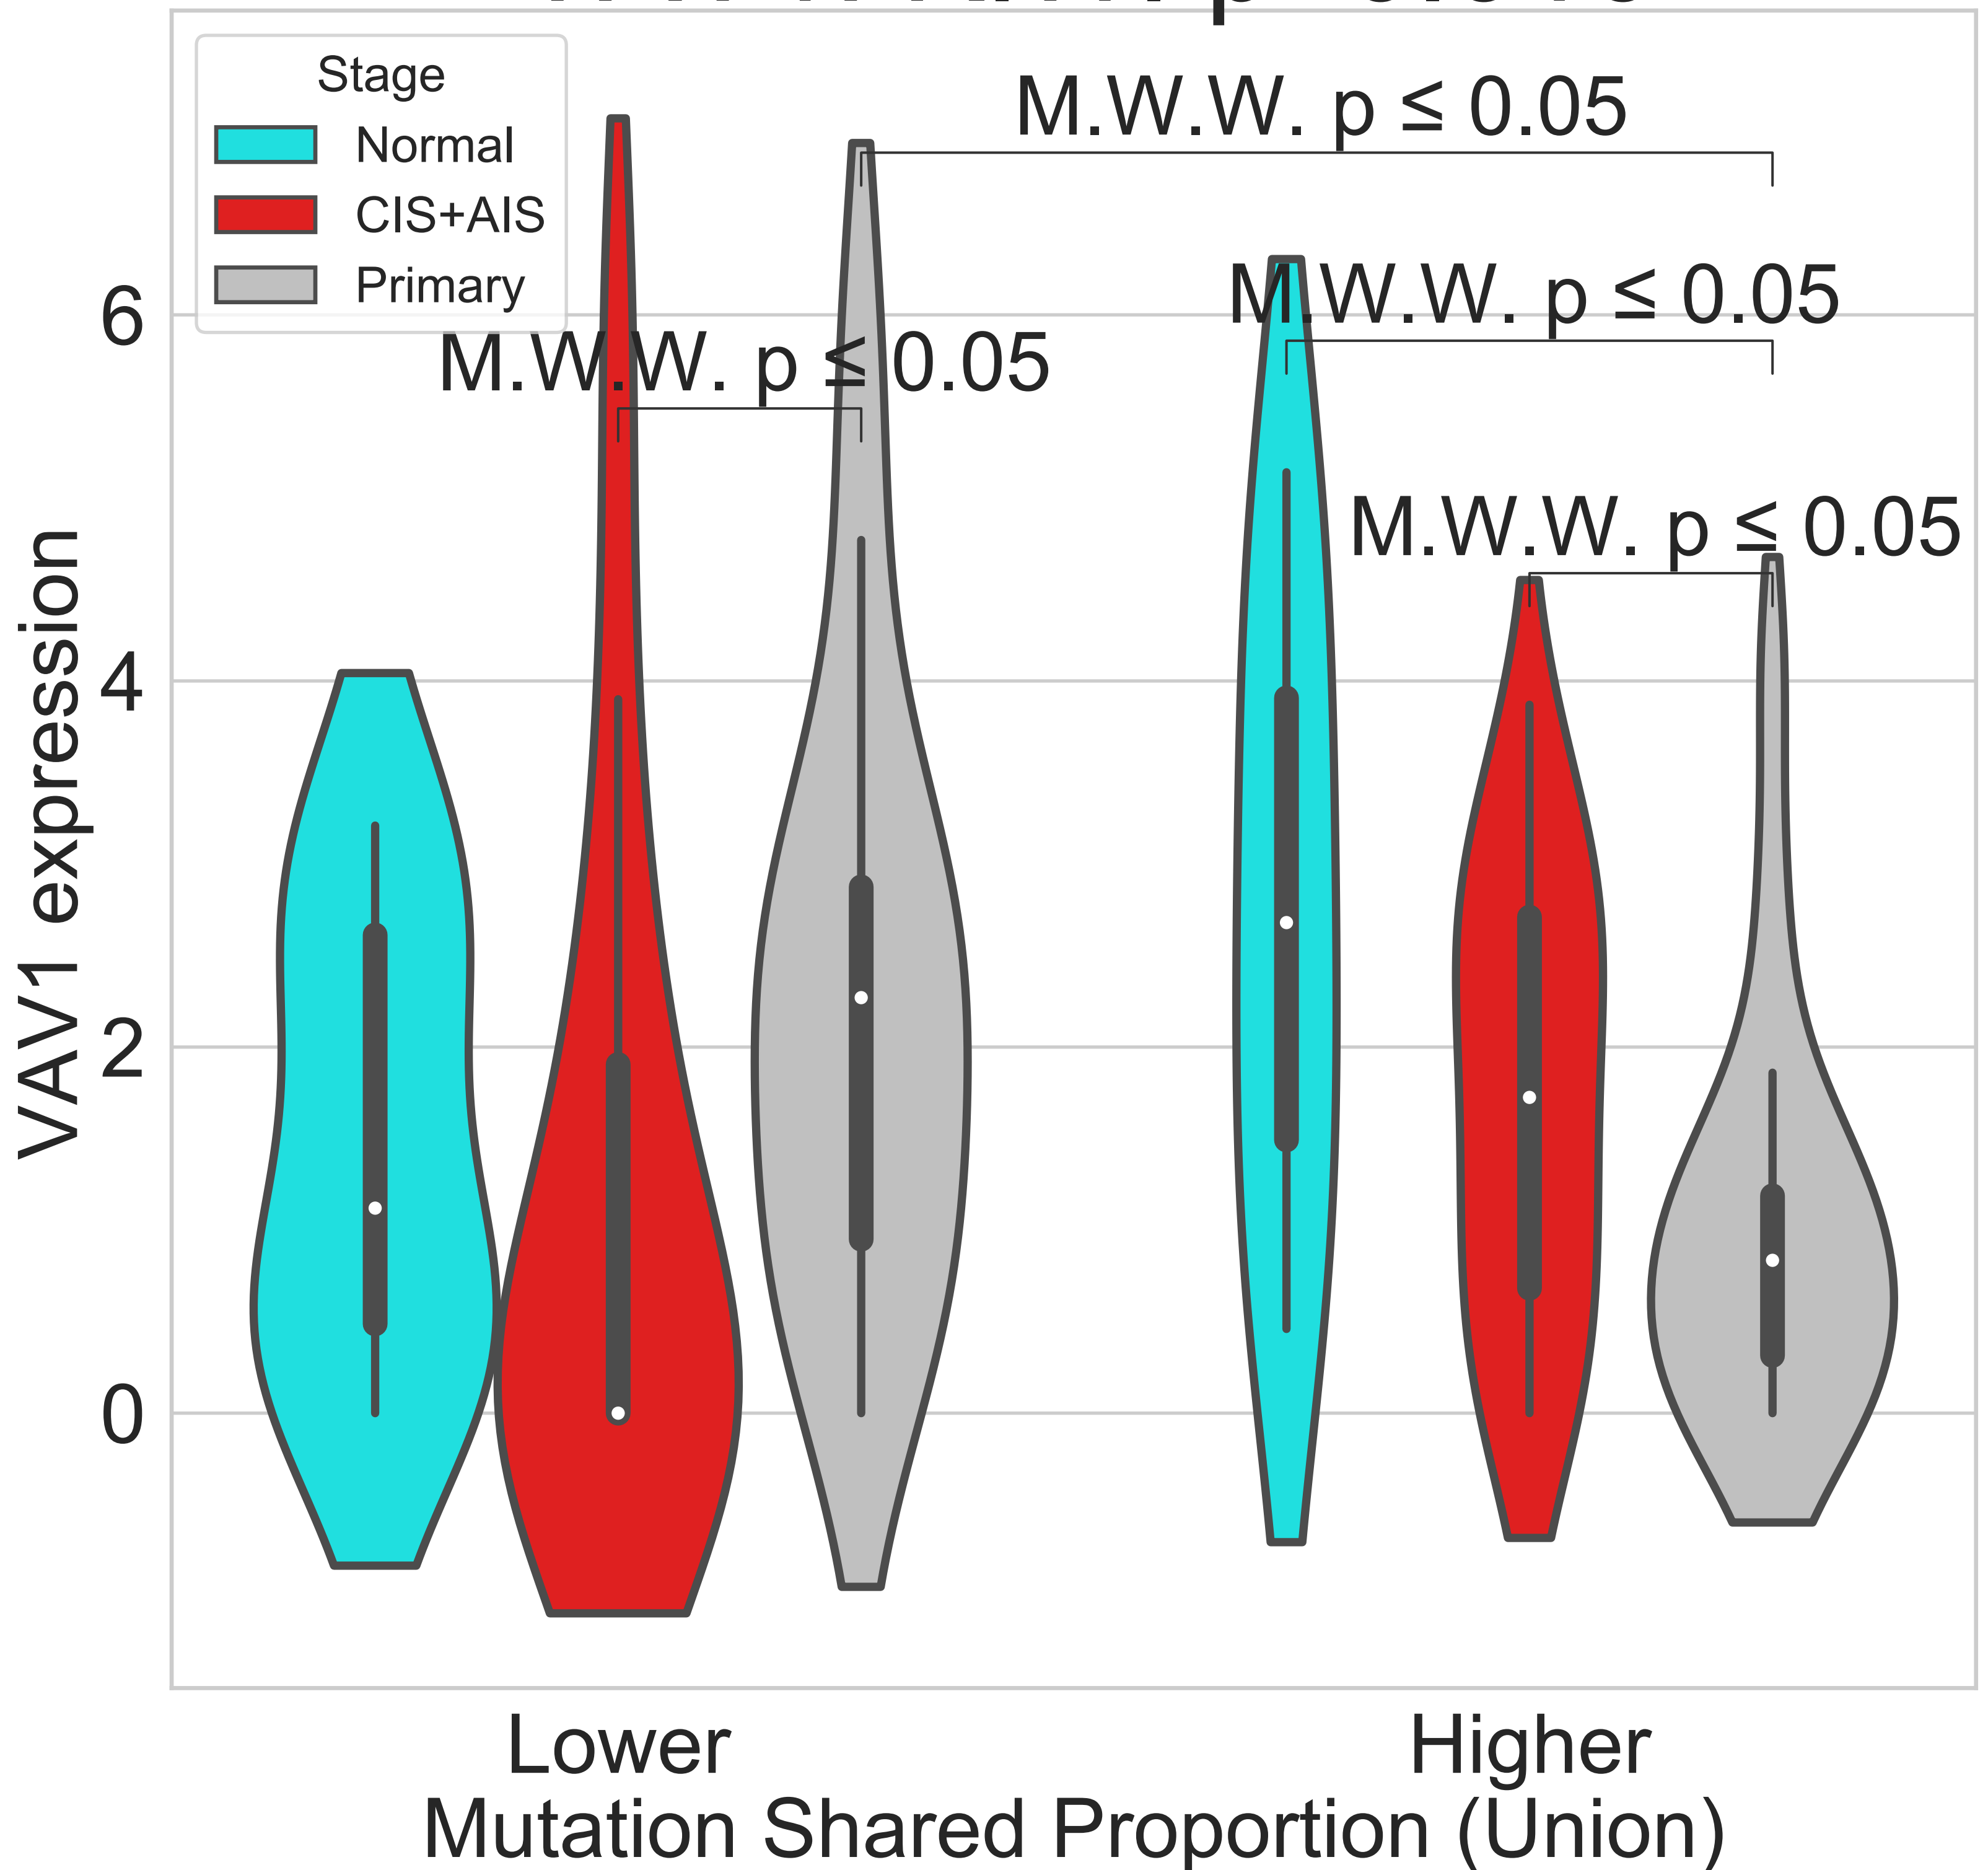 Stage
Normal
CIS+AIS
Primary
M.W.W. p ≤ 0.05
M.W.W. p ≤ 0.05
M.W.W. p ≤ 0.05
M.W.W. p ≤ 0.05
6
4
2
0
VAV1 expression
Lower
Higher
Mutation Shared Proportion (Union)